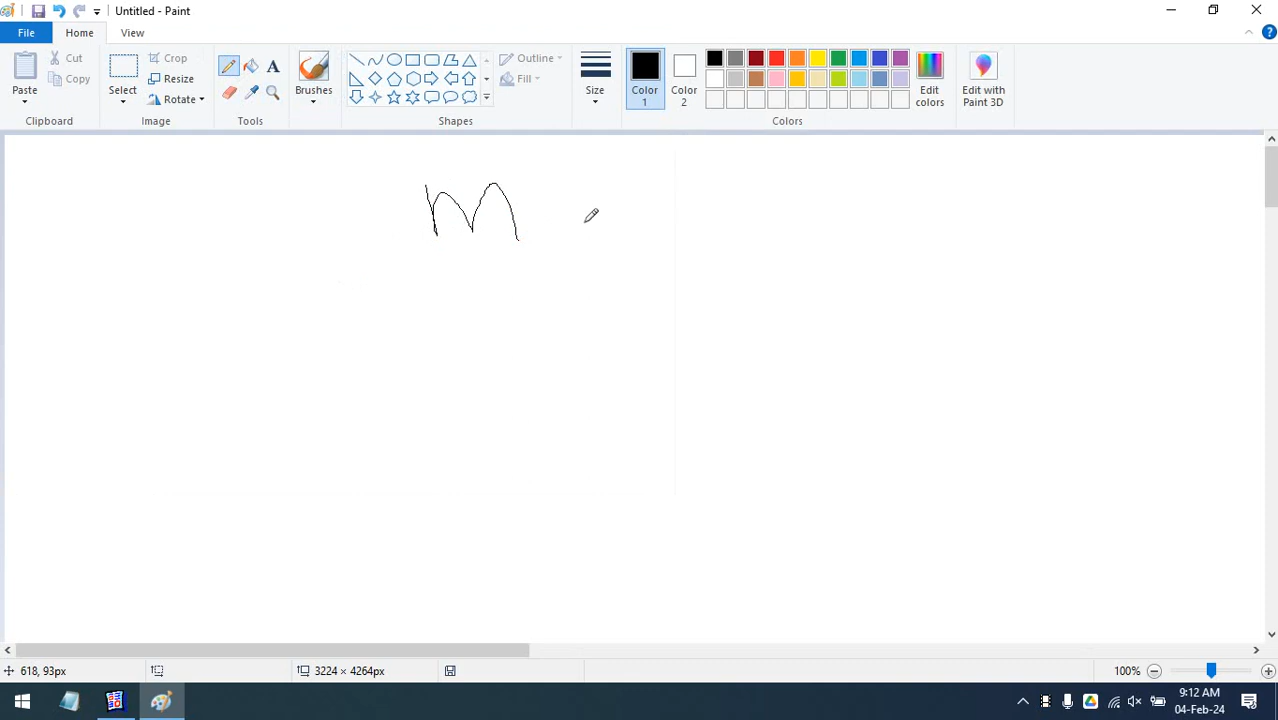 Untitled - Paint
File Home View
Paste
Cut
Copy
Clipboard
Select
Crop
Resize
Rotate
Image
A
Tools
Brushes
Outline
Fill
Shapes
Size
Color 1
Color 2
Edit colors
Colors
Edit with Paint 3D
m
618, 93px
3224 × 4264px
100%
9:12 AM
04-Feb-24